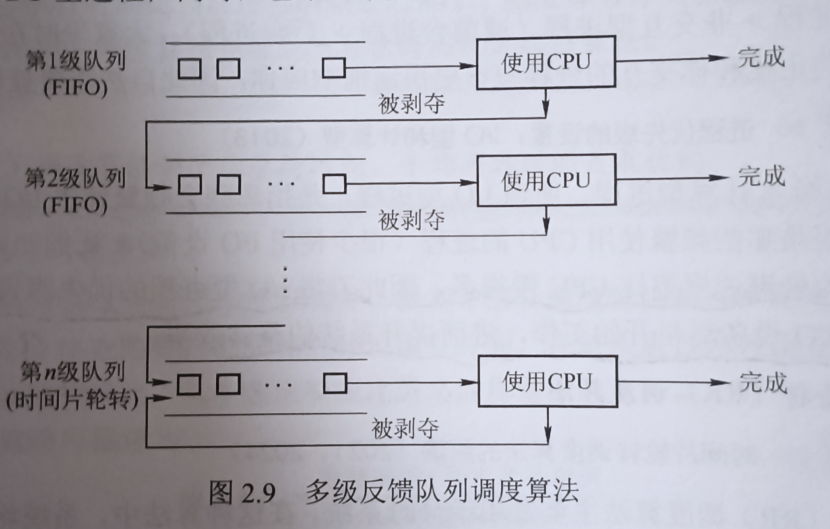 第1级队列
(FIFO)
··· 使用CPU 完成
被剥夺
第2级队列
(FIFO)
··· 使用CPU 完成
被剥夺
第n级队列
(时间片轮转)
··· 使用CPU 完成
被剥夺
图 2.9 多级反馈队列调度算法